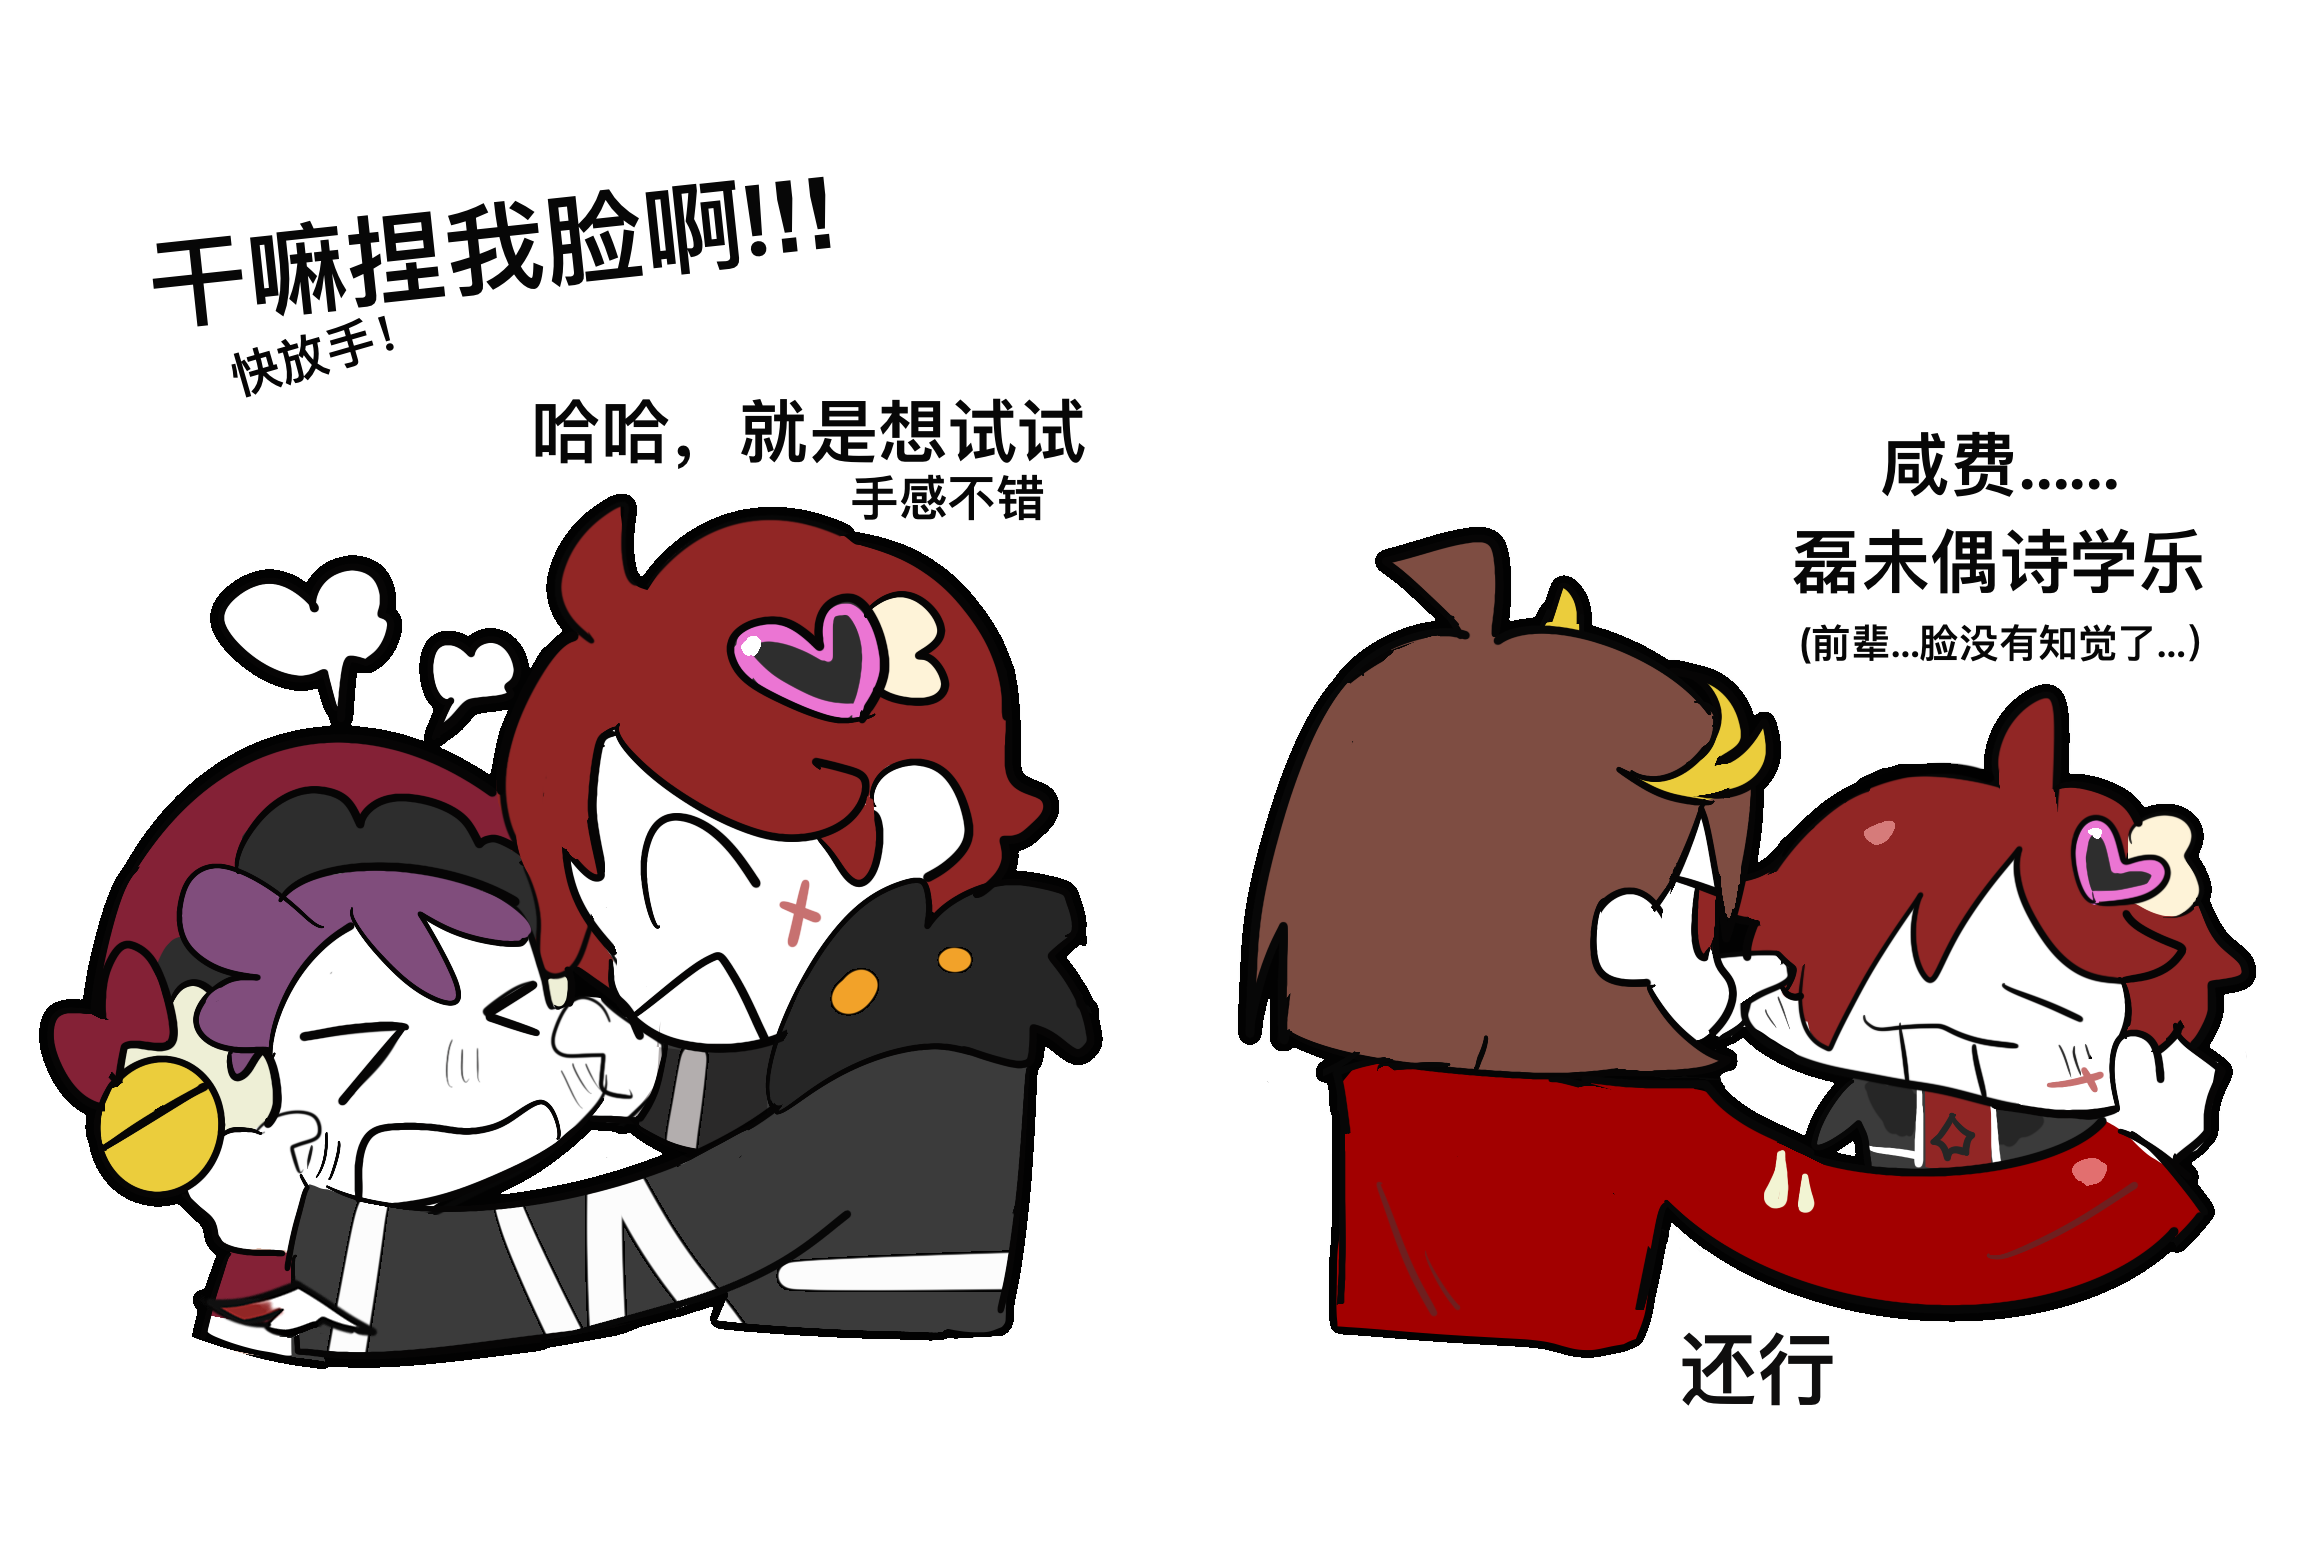 干嘛捏我脸啊!!!
快放手!
哈哈，就是想试试
手感不错
咸费……
磊未偶诗学乐
(前辈…脸没有知觉了…)
还行